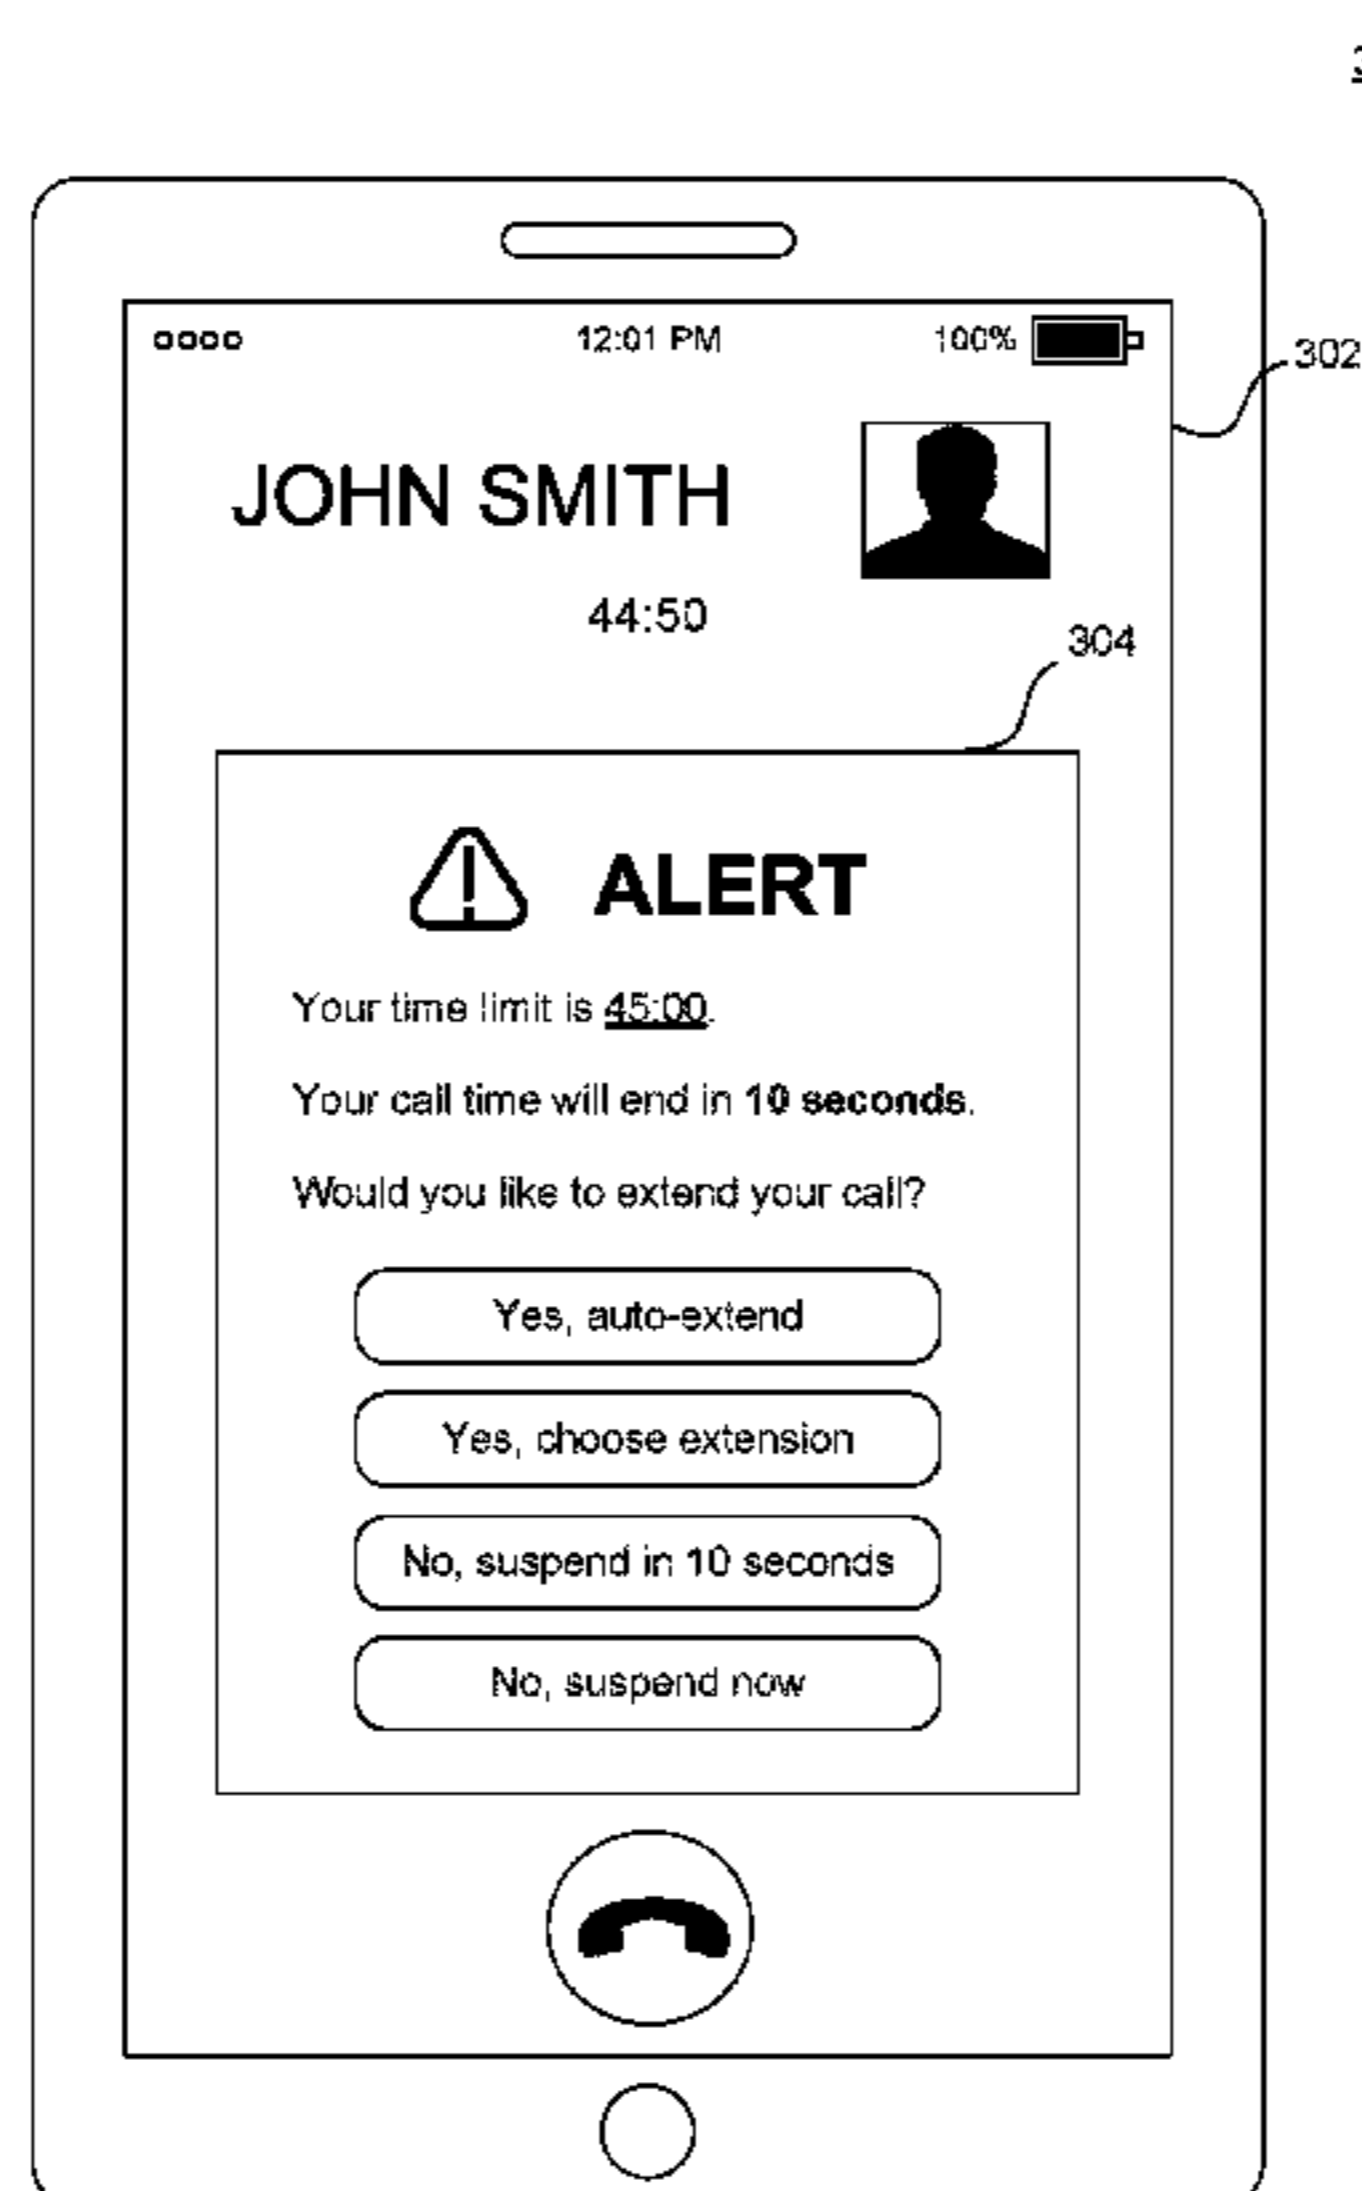 12:01 PM 100%
302
JOHN SMITH
44:50
304
ALERT
Your time limit is 45:00.
Your call time will end in 10 seconds.
Would you like to extend your call?
Yes, auto-extend
Yes, choose extension
No, suspend in 10 seconds
No, suspend now